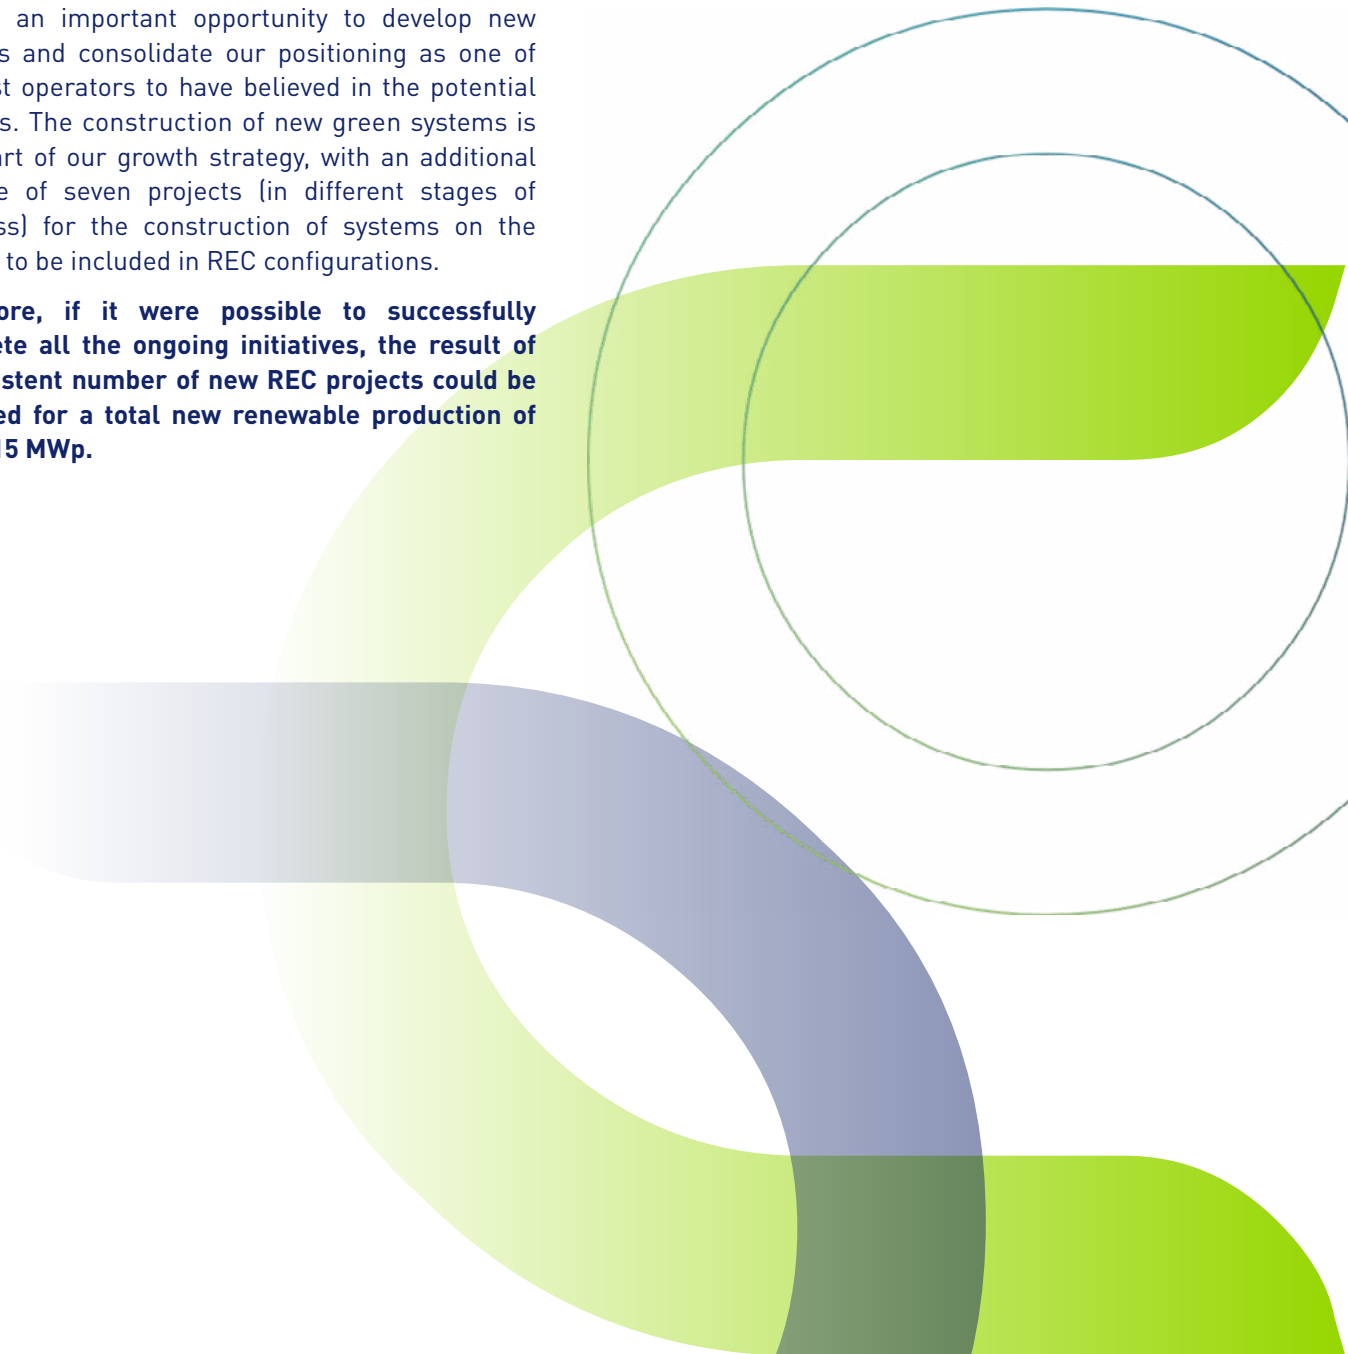 an important opportunity to develop new
s and consolidate our positioning as one of
st operators to have believed in the potential
s. The construction of new green systems is
art of our growth strategy, with an additional
e of seven projects (in different stages of
ss) for the construction of systems on the
to be included in REC configurations.
ore, if it were possible to successfully
ete all the ongoing initiatives, the result of
istent number of new REC projects could be
ed for a total new renewable production of
15 MWp.